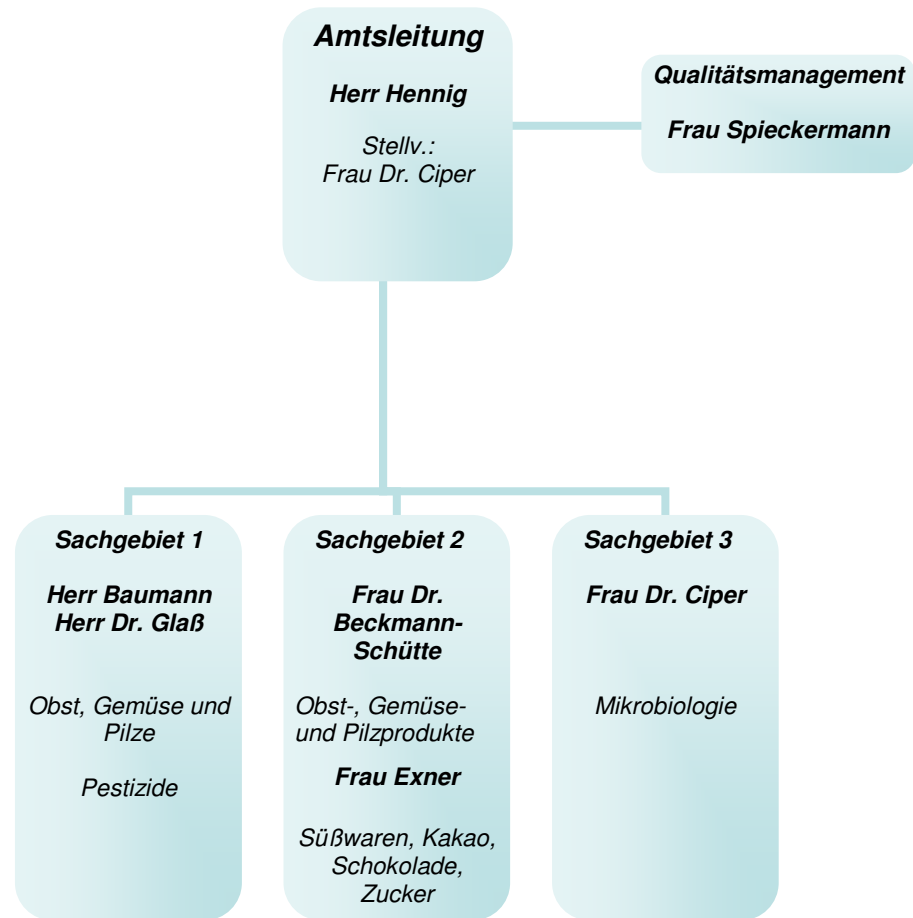 Amtsleitung
Herr Hennig
Stellv.:
Frau Dr. Ciper
Qualitätsmanagement
Frau Spieckermann
Sachgebiet 1
Herr Baumann
Herr Dr. Glaß
Obst, Gemüse und
Pilze
Pestizide
Sachgebiet 2
Frau Dr.
Beckmann-
Schütte
Obst-, Gemüse-
und Pilzprodukte
Frau Exner
Süßwaren, Kakao,
Schokolade,
Zucker
Sachgebiet 3
Frau Dr. Ciper
Mikrobiologie